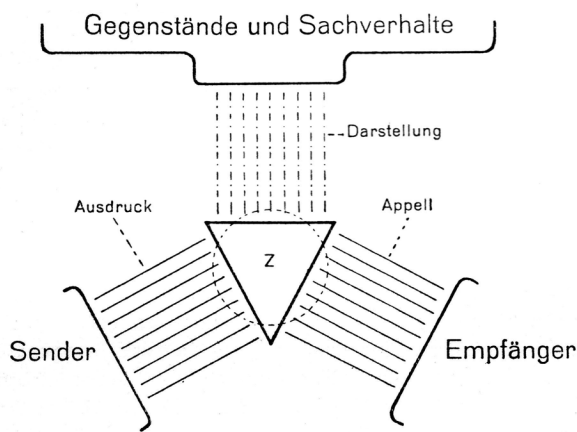 Gegenstände und Sachverhalte
Darstellung
Ausdruck
Appell
Z
Sender
Empfänger